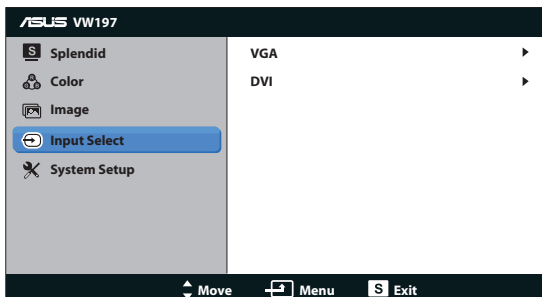 ASUS VW197
S Splendid
VGA
Color
DVI
Image
Input Select
System Setup
Move Menu S Exit